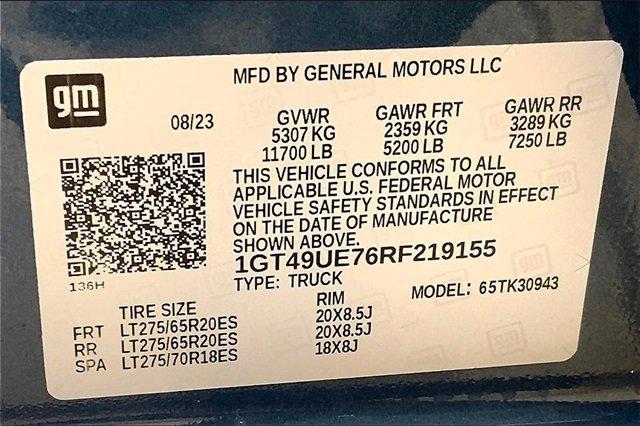 gm
MFD BY GENERAL MOTORS LLC
08/23
GVWR
5307 KG
11700 LB
GAWR FRT
2359 KG
5200 LB
GAWR RR
3289 KG
7250 LB
THIS VEHICLE CONFORMS TO ALL
APPLICABLE U.S. FEDERAL MOTOR
VEHICLE SAFETY STANDARDS IN EFFECT
ON THE DATE OF MANUFACTURE
SHOWN ABOVE.
136H
1GT49UE76RF219155
TYPE: TRUCK
MODEL: 65TK30943
TIRE SIZE RIM
FRT LT275/65R20ES 20X8.5J
RR LT275/65R20ES 20X8.5J
SPA LT275/70R18ES 18X8J